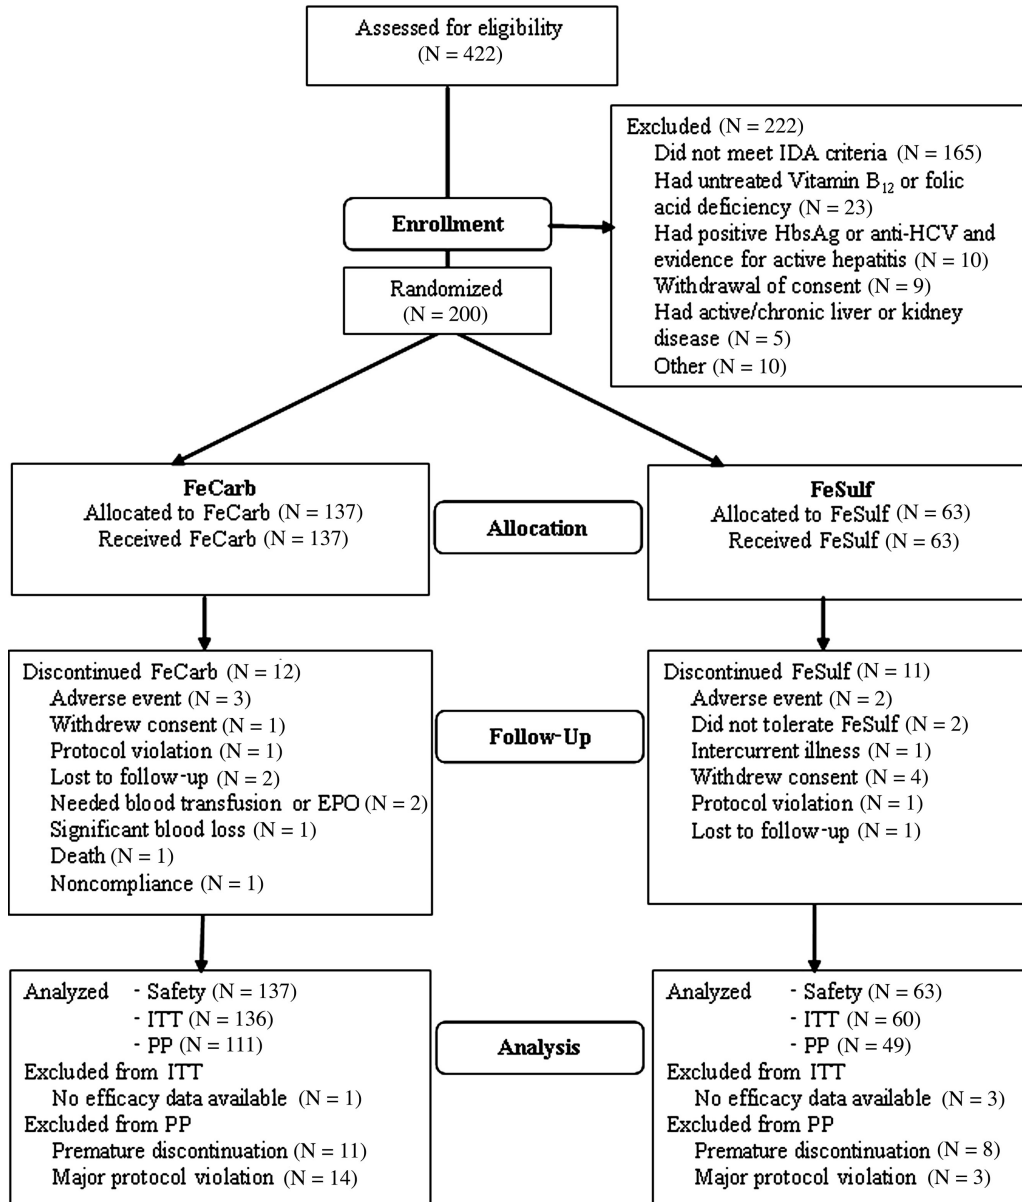 Assessed for eligibility
(N = 422)
Excluded (N = 222)
Did not meet IDA criteria (N = 165)
Had untreated Vitamin B12 or folic
acid deficiency (N = 23)
Had positive HbsAg or anti-HCV and
evidence for active hepatitis (N = 10)
Withdrawal of consent (N = 9)
Had active/chronic liver or kidney
disease (N = 5)
Other (N = 10)
Enrollment
Randomized
(N = 200)
FeCarb
Allocated to FeCarb (N = 137)
Received FeCarb (N = 137)
Allocation
FeSulf
Allocated to FeSulf (N = 63)
Received FeSulf (N = 63)
Discontinued FeCarb (N = 12)
Adverse event (N = 3)
Withdrew consent (N = 1)
Protocol violation (N = 1)
Lost to follow-up (N = 2)
Needed blood transfusion or EPO (N = 2)
Significant blood loss (N = 1)
Death (N = 1)
Noncompliance (N = 1)
Follow-Up
Discontinued FeSulf (N = 11)
Adverse event (N = 2)
Did not tolerate FeSulf (N = 2)
Intercurrent illness (N = 1)
Withdrew consent (N = 4)
Protocol violation (N = 1)
Lost to follow-up (N = 1)
Analyzed - Safety (N = 137)
- ITT (N = 136)
- PP (N = 111)
Excluded from ITT
No efficacy data available (N = 1)
Excluded from PP
Premature discontinuation (N = 11)
Major protocol violation (N = 14)
Analysis
Analyzed - Safety (N = 63)
- ITT (N = 60)
- PP (N = 49)
Excluded from ITT
No efficacy data available (N = 3)
Excluded from PP
Premature discontinuation (N = 8)
Major protocol violation (N = 3)